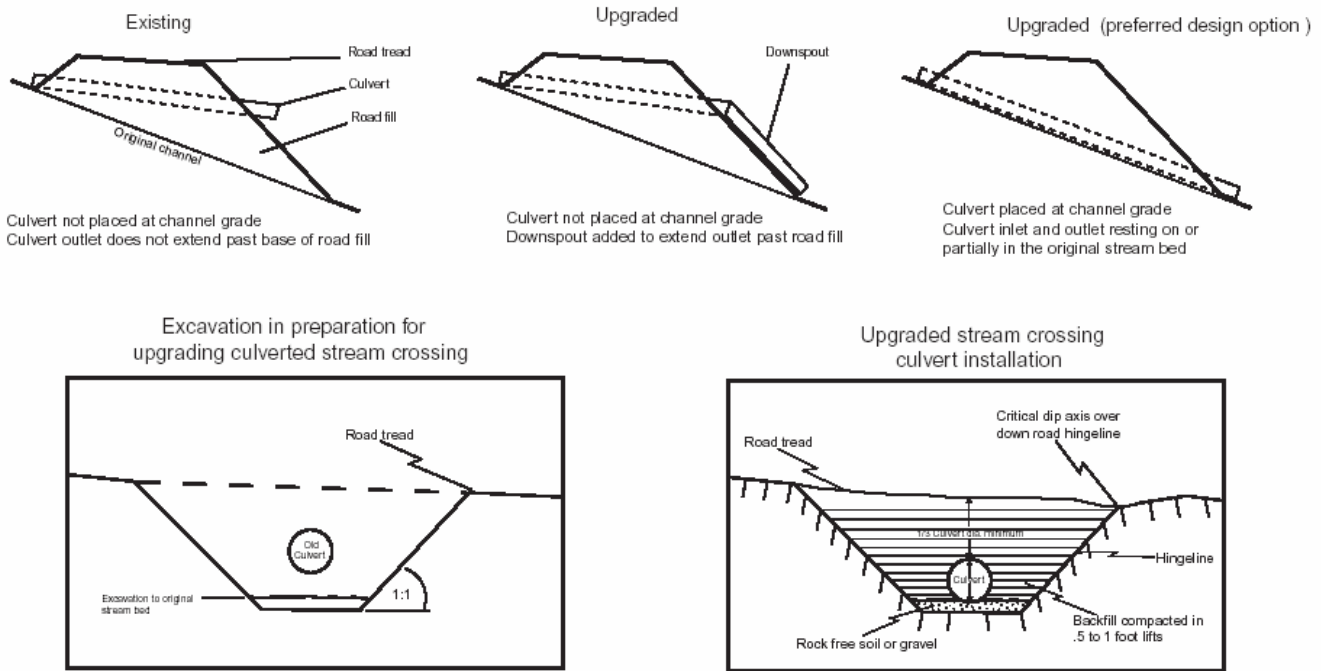 Existing
Road tread
Culvert
Road fill
Original channel
Culvert not placed at channel grade
Culvert outlet does not extend past base of road fill
Upgraded
Downspout
Culvert not placed at channel grade
Downspout added to extend outlet past road fill
Upgraded (preferred design option )
Culvert placed at channel grade
Culvert inlet and outlet resting on or
partially in the original stream bed
Excavation in preparation for
upgrading culverted stream crossing
Road tread
Old
Culvert
1:1
Excavation to original
stream bed
Upgraded stream crossing
culvert installation
Critical dip axis over
down road hingeline
Road tread
1/3 Culvert dia. minimum
Hingeline
Culvert
Backfill compacted in
.5 to 1 foot lifts
Rock free soil or gravel